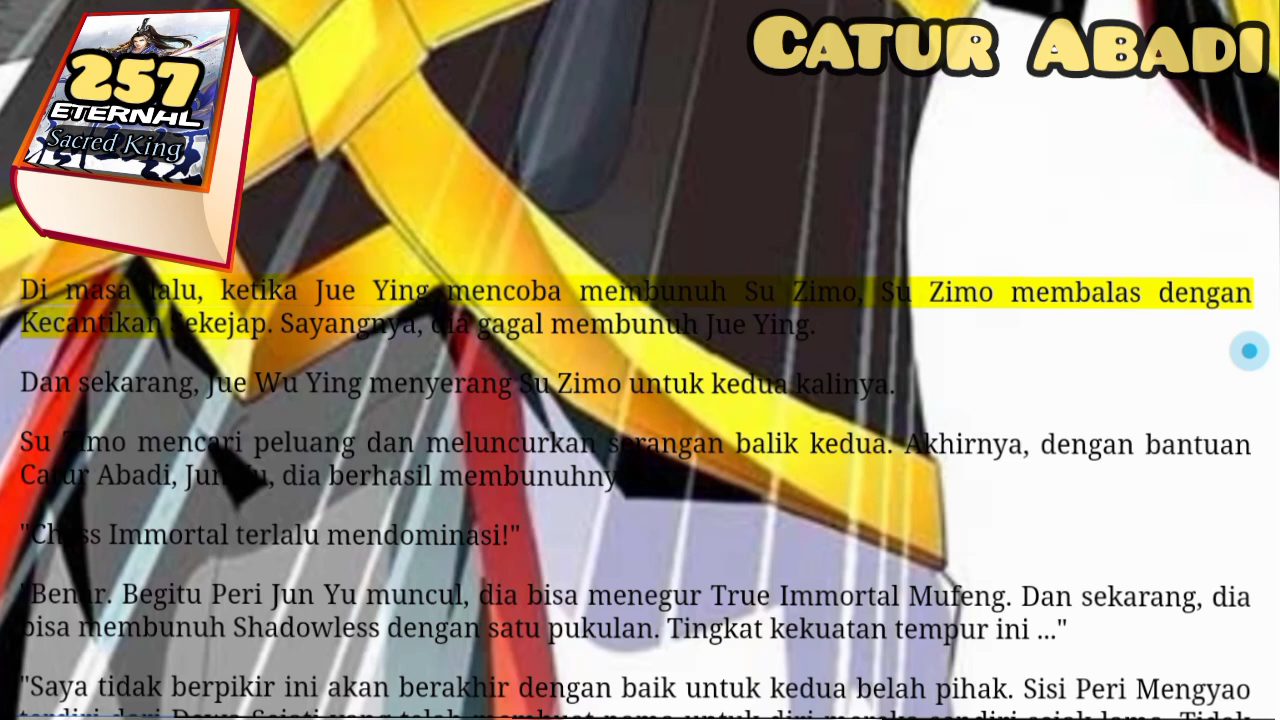 257
ETERNAL
Sacred King
CATUR ABADI
Di masa lalu, ketika Jue Ying mencoba membunuh Su Zimo, Su Zimo membalas dengan
Kecantikan Sekejap. Sayangnya, dia gagal membunuh Jue Ying.
Dan sekarang, Jue Wu Ying menyerang Su Zimo untuk kedua kalinya.
Su Zimo mencari peluang dan meluncurkan serangan balik kedua. Akhirnya, dengan bantuan
Catur Abadi, Jun Yu, dia berhasil membunuhny
"Chess Immortal terlalu mendominasi!"
"Benar. Begitu Peri Jun Yu muncul, dia bisa menegur True Immortal Mufeng. Dan sekarang, dia
bisa membunuh Shadowless dengan satu pukulan. Tingkat kekuatan tempur ini ..."
"Saya tidak berpikir ini akan berakhir dengan baik untuk kedua belah pihak. Sisi Peri Mengyao